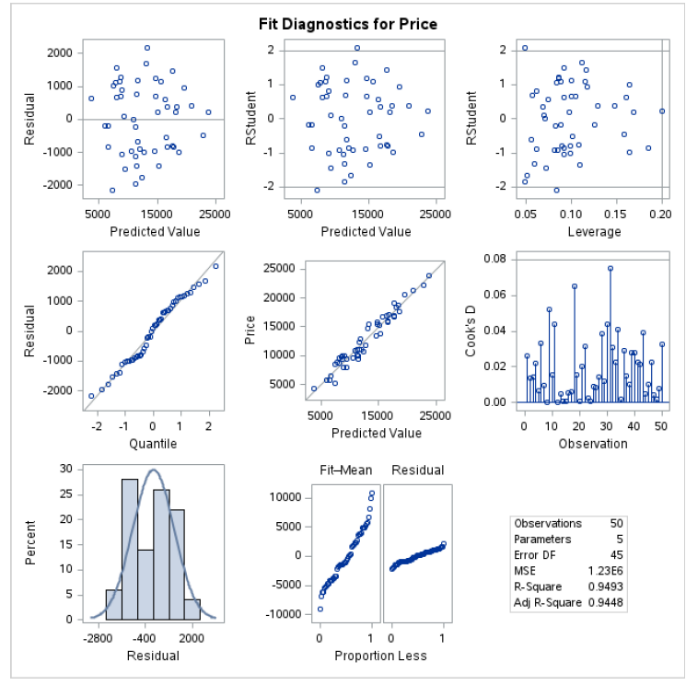 Fit Diagnostics for Price
Residual
2000
1000
0
-1000
-2000
5000 15000 25000
Predicted Value
RStudent
2
1
0
-1
-2
5000 10000 15000 20000 25000
Predicted Value
RStudent
2
1
0
-1
-2
0.05 0.10 0.15 0.20
Leverage
Residual
2000
1000
0
-1000
-2000
-2 -1 0 1 2
Quantile
Price
25000
20000
15000
10000
5000
5000 15000 25000
Predicted Value
Cook's D
0.08
0.06
0.04
0.02
0.00
0 10 20 30 40 50
Observation
Percent
30
25
20
15
10
5
0
-2800 -400 2000
Residual
Fit–Mean Residual
10000
5000
0
-5000
-10000
0 1 0 1
Proportion Less
Observations 50
Parameters 5
Error DF 45
MSE 1.23E6
R-Square 0.9493
Adj R-Square 0.9448